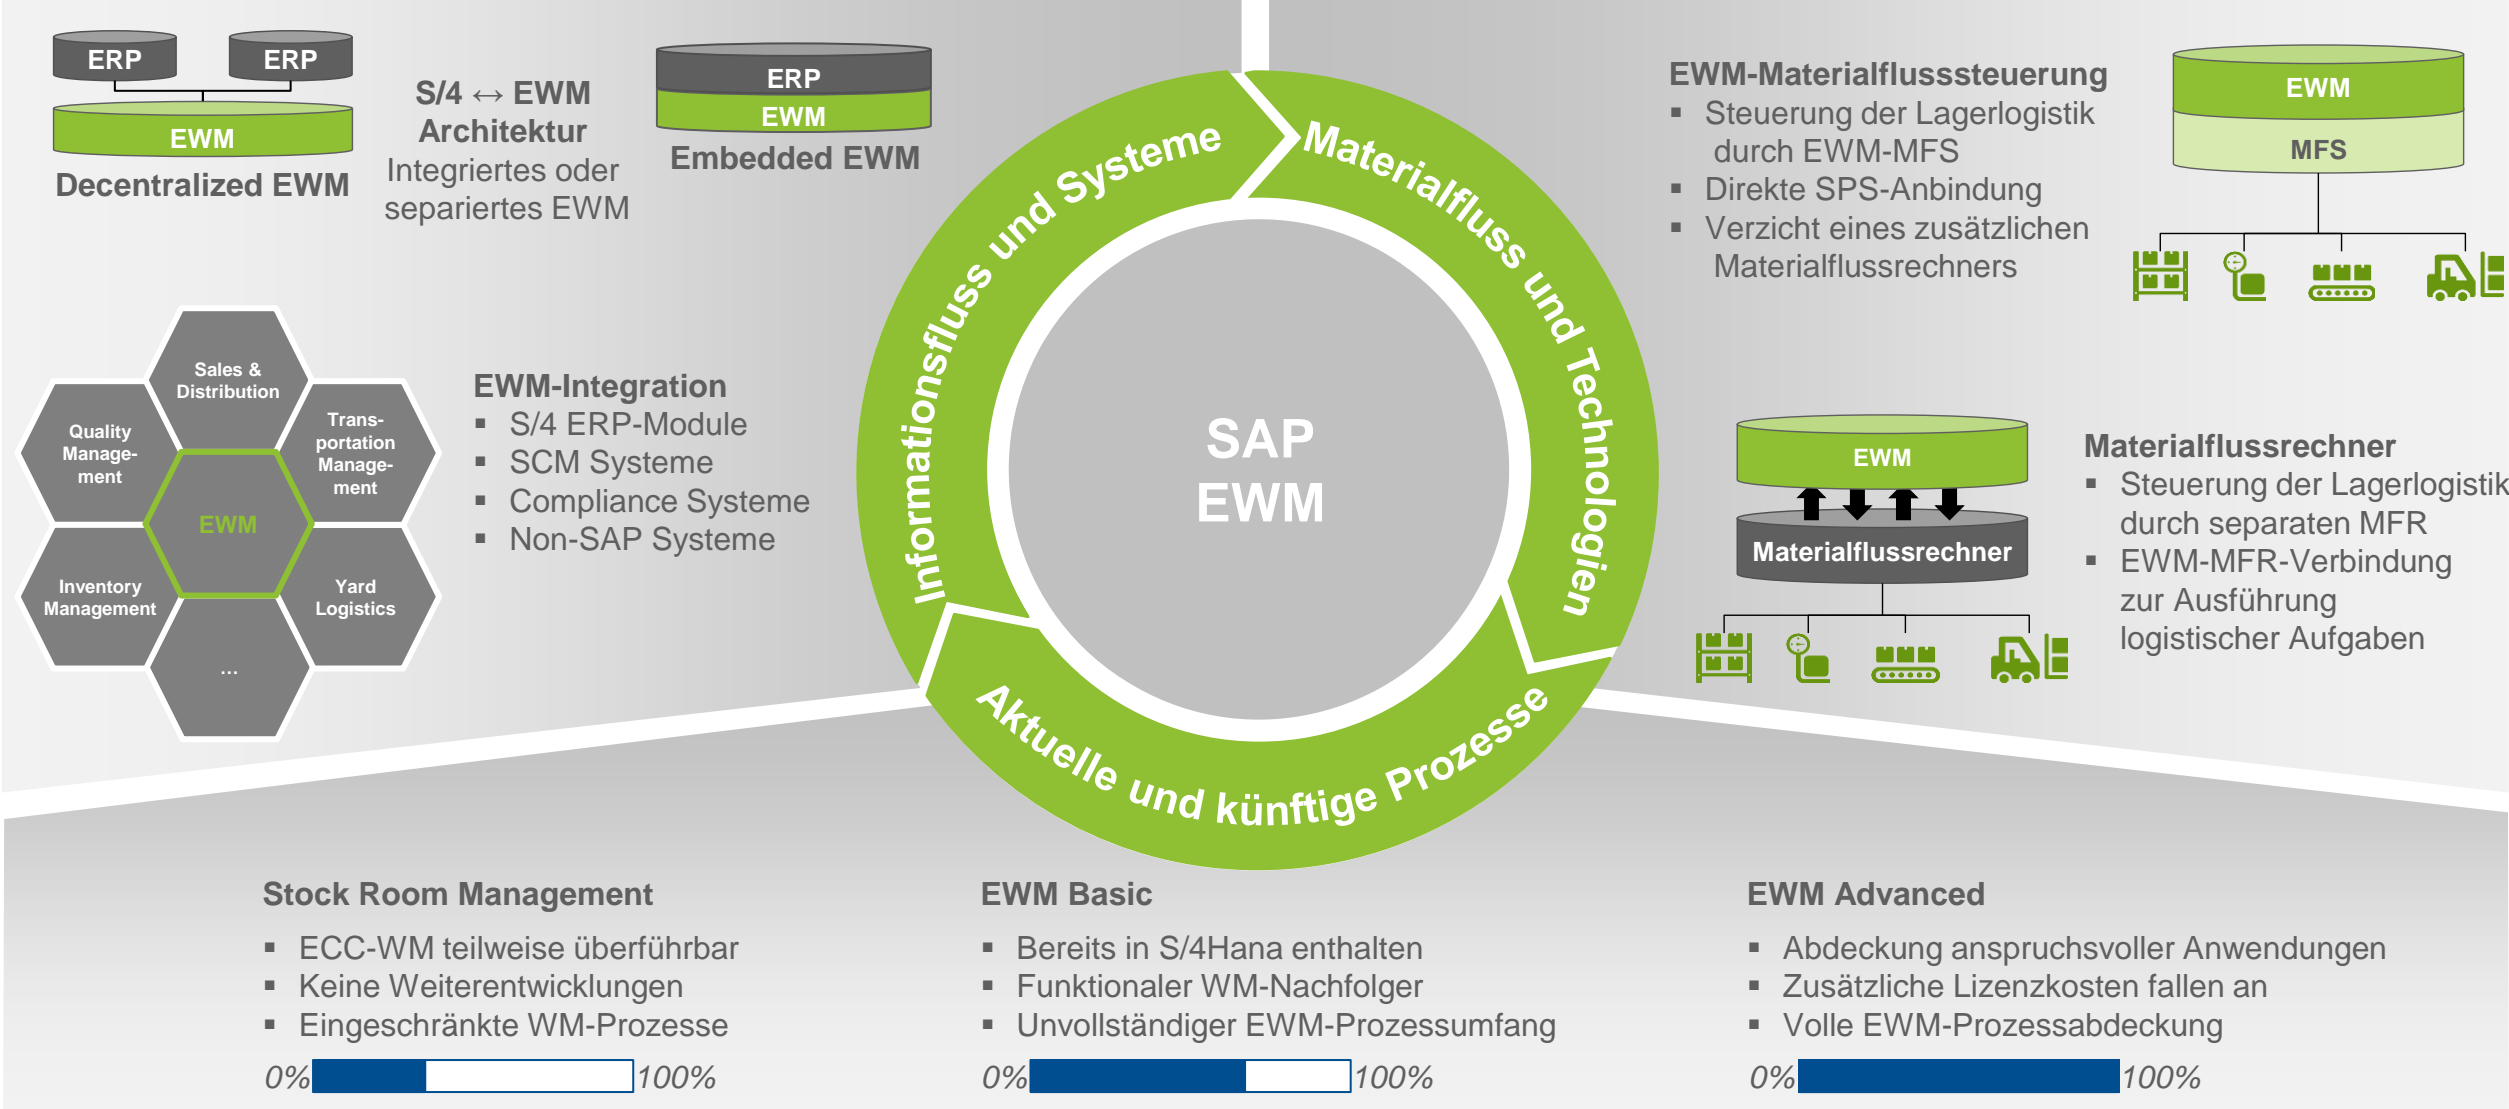 ERP
ERP
EWM
Decentralized EWM
S/4 ↔ EWM
Architektur
Integriertes oder
separiertes EWM
ERP
EWM
Embedded EWM
Sales &
Distribution
Quality
Manage-
ment
Trans-
portation
Manage-
ment
EWM
Inventory
Management
Yard
Logistics
...
EWM-Integration
▪ S/4 ERP-Module
▪ SCM Systeme
▪ Compliance Systeme
▪ Non-SAP Systeme
Informationsfluss und Systeme
Materialfluss und Technologien
Aktuelle und künftige Prozesse
SAP
EWM
EWM-Materialflusssteuerung
▪ Steuerung der Lagerlogistik
durch EWM-MFS
▪ Direkte SPS-Anbindung
▪ Verzicht eines zusätzlichen
Materialflussrechners
EWM
MFS
EWM
Materialflussrechner
Materialflussrechner
▪ Steuerung der Lagerlogistik
durch separaten MFR
▪ EWM-MFR-Verbindung
zur Ausführung
logistischer Aufgaben
Stock Room Management
▪ ECC-WM teilweise überführbar
▪ Keine Weiterentwicklungen
▪ Eingeschränkte WM-Prozesse
0% 100%
EWM Basic
▪ Bereits in S/4Hana enthalten
▪ Funktionaler WM-Nachfolger
▪ Unvollständiger EWM-Prozessumfang
0% 100%
EWM Advanced
▪ Abdeckung anspruchsvoller Anwendungen
▪ Zusätzliche Lizenzkosten fallen an
▪ Volle EWM-Prozessabdeckung
0% 100%